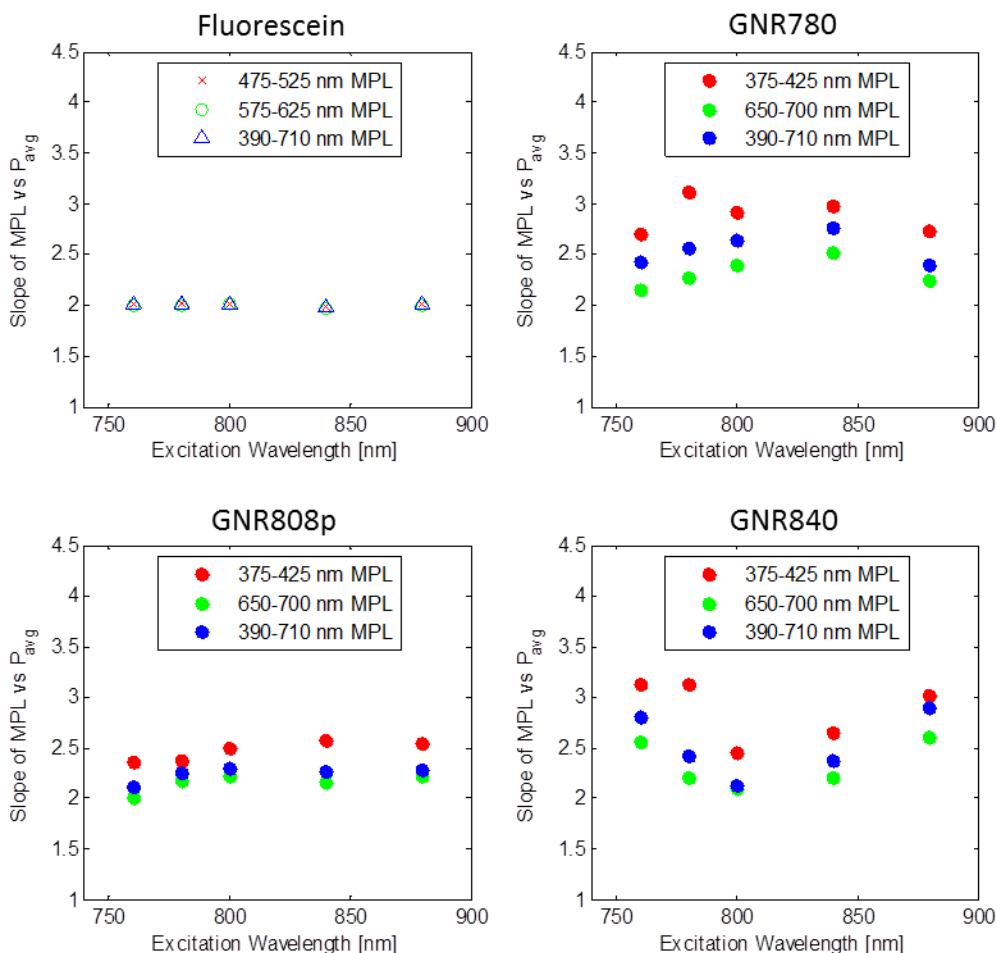 Fluorescein
4.5
4
3.5
3
2.5
2
1.5
1
Slope of MPL vs Pavg
475-525 nm MPL
575-625 nm MPL
390-710 nm MPL
750 800 850 900
Excitation Wavelength [nm]
GNR780
4.5
4
3.5
3
2.5
2
1.5
1
Slope of MPL vs Pavg
375-425 nm MPL
650-700 nm MPL
390-710 nm MPL
750 800 850 900
Excitation Wavelength [nm]
GNR808p
4.5
4
3.5
3
2.5
2
1.5
1
Slope of MPL vs Pavg
375-425 nm MPL
650-700 nm MPL
390-710 nm MPL
750 800 850 900
Excitation Wavelength [nm]
GNR840
4.5
4
3.5
3
2.5
2
1.5
1
Slope of MPL vs Pavg
375-425 nm MPL
650-700 nm MPL
390-710 nm MPL
750 800 850 900
Excitation Wavelength [nm]